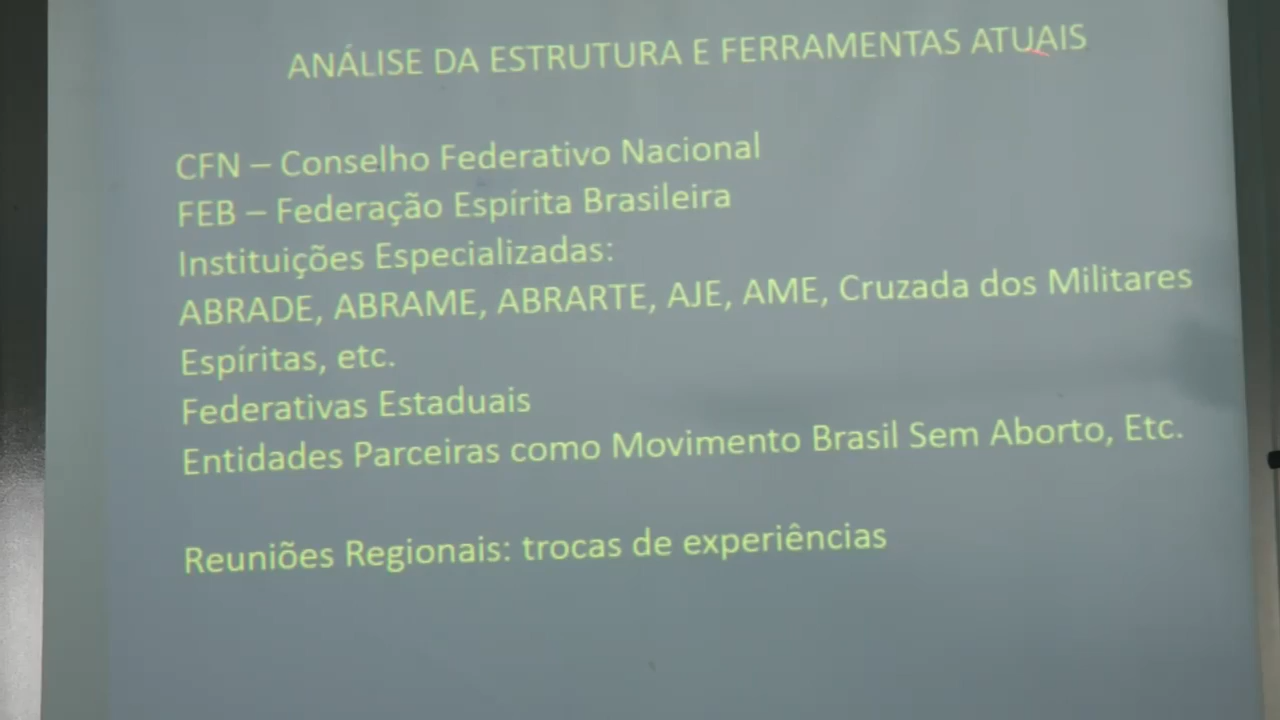 ANÁLISE DA ESTRUTURA E FERRAMENTAS ATUAIS
CFN – Conselho Federativo Nacional
FEB – Federação Espírita Brasileira
Instituições Especializadas:
ABRADE, ABRAME, ABRARTE, AJE, AME, Cruzada dos Militares
Espíritas, etc.
Federativas Estaduais
Entidades Parceiras como Movimento Brasil Sem Aborto, Etc.
Reuniões Regionais: trocas de experiências